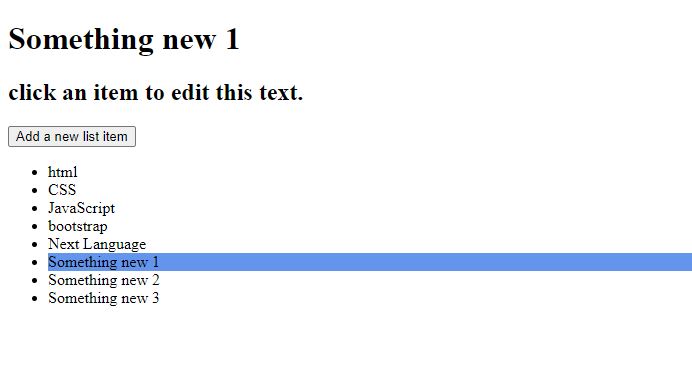 Something new 1
click an item to edit this text.
Add a new list item
html
CSS
JavaScript
bootstrap
Next Language
Something new 1
Something new 2
Something new 3